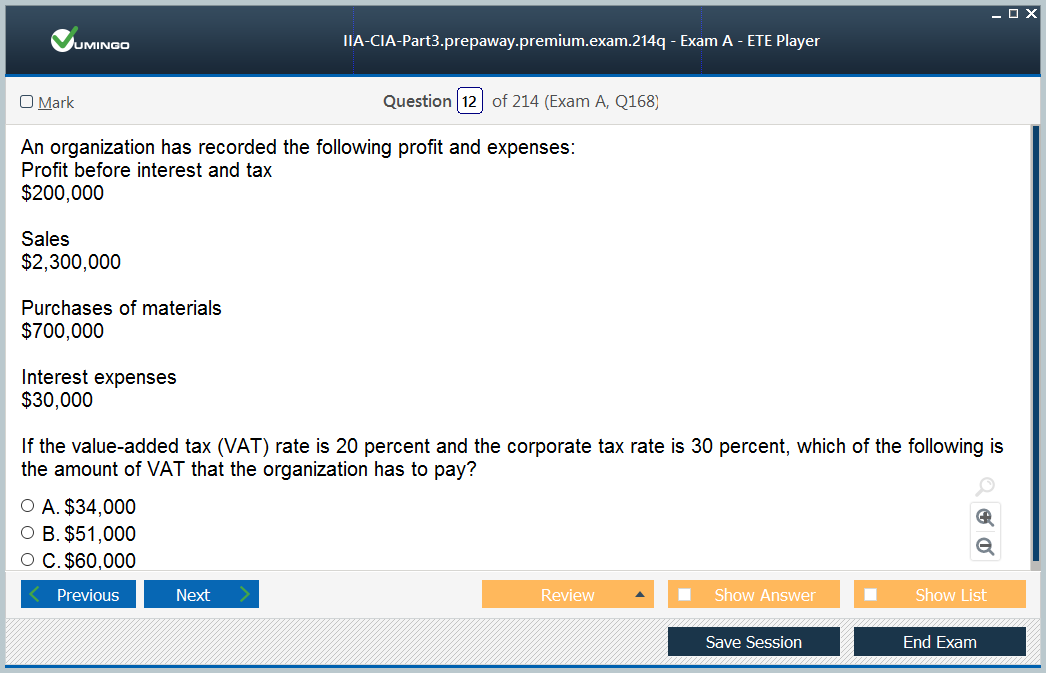 VUMINGO
IIA-CIA-Part3.prepaway.premium.exam.214q - Exam A - ETE Player
Mark
Question 12 of 214 (Exam A, Q168)
An organization has recorded the following profit and expenses:
Profit before interest and tax
$200,000
Sales
$2,300,000
Purchases of materials
$700,000
Interest expenses
$30,000
If the value-added tax (VAT) rate is 20 percent and the corporate tax rate is 30 percent, which of the following is
the amount of VAT that the organization has to pay?
A. $34,000
B. $51,000
C. $60,000
Previous
Next
Review
Show Answer
Show List
Save Session
End Exam